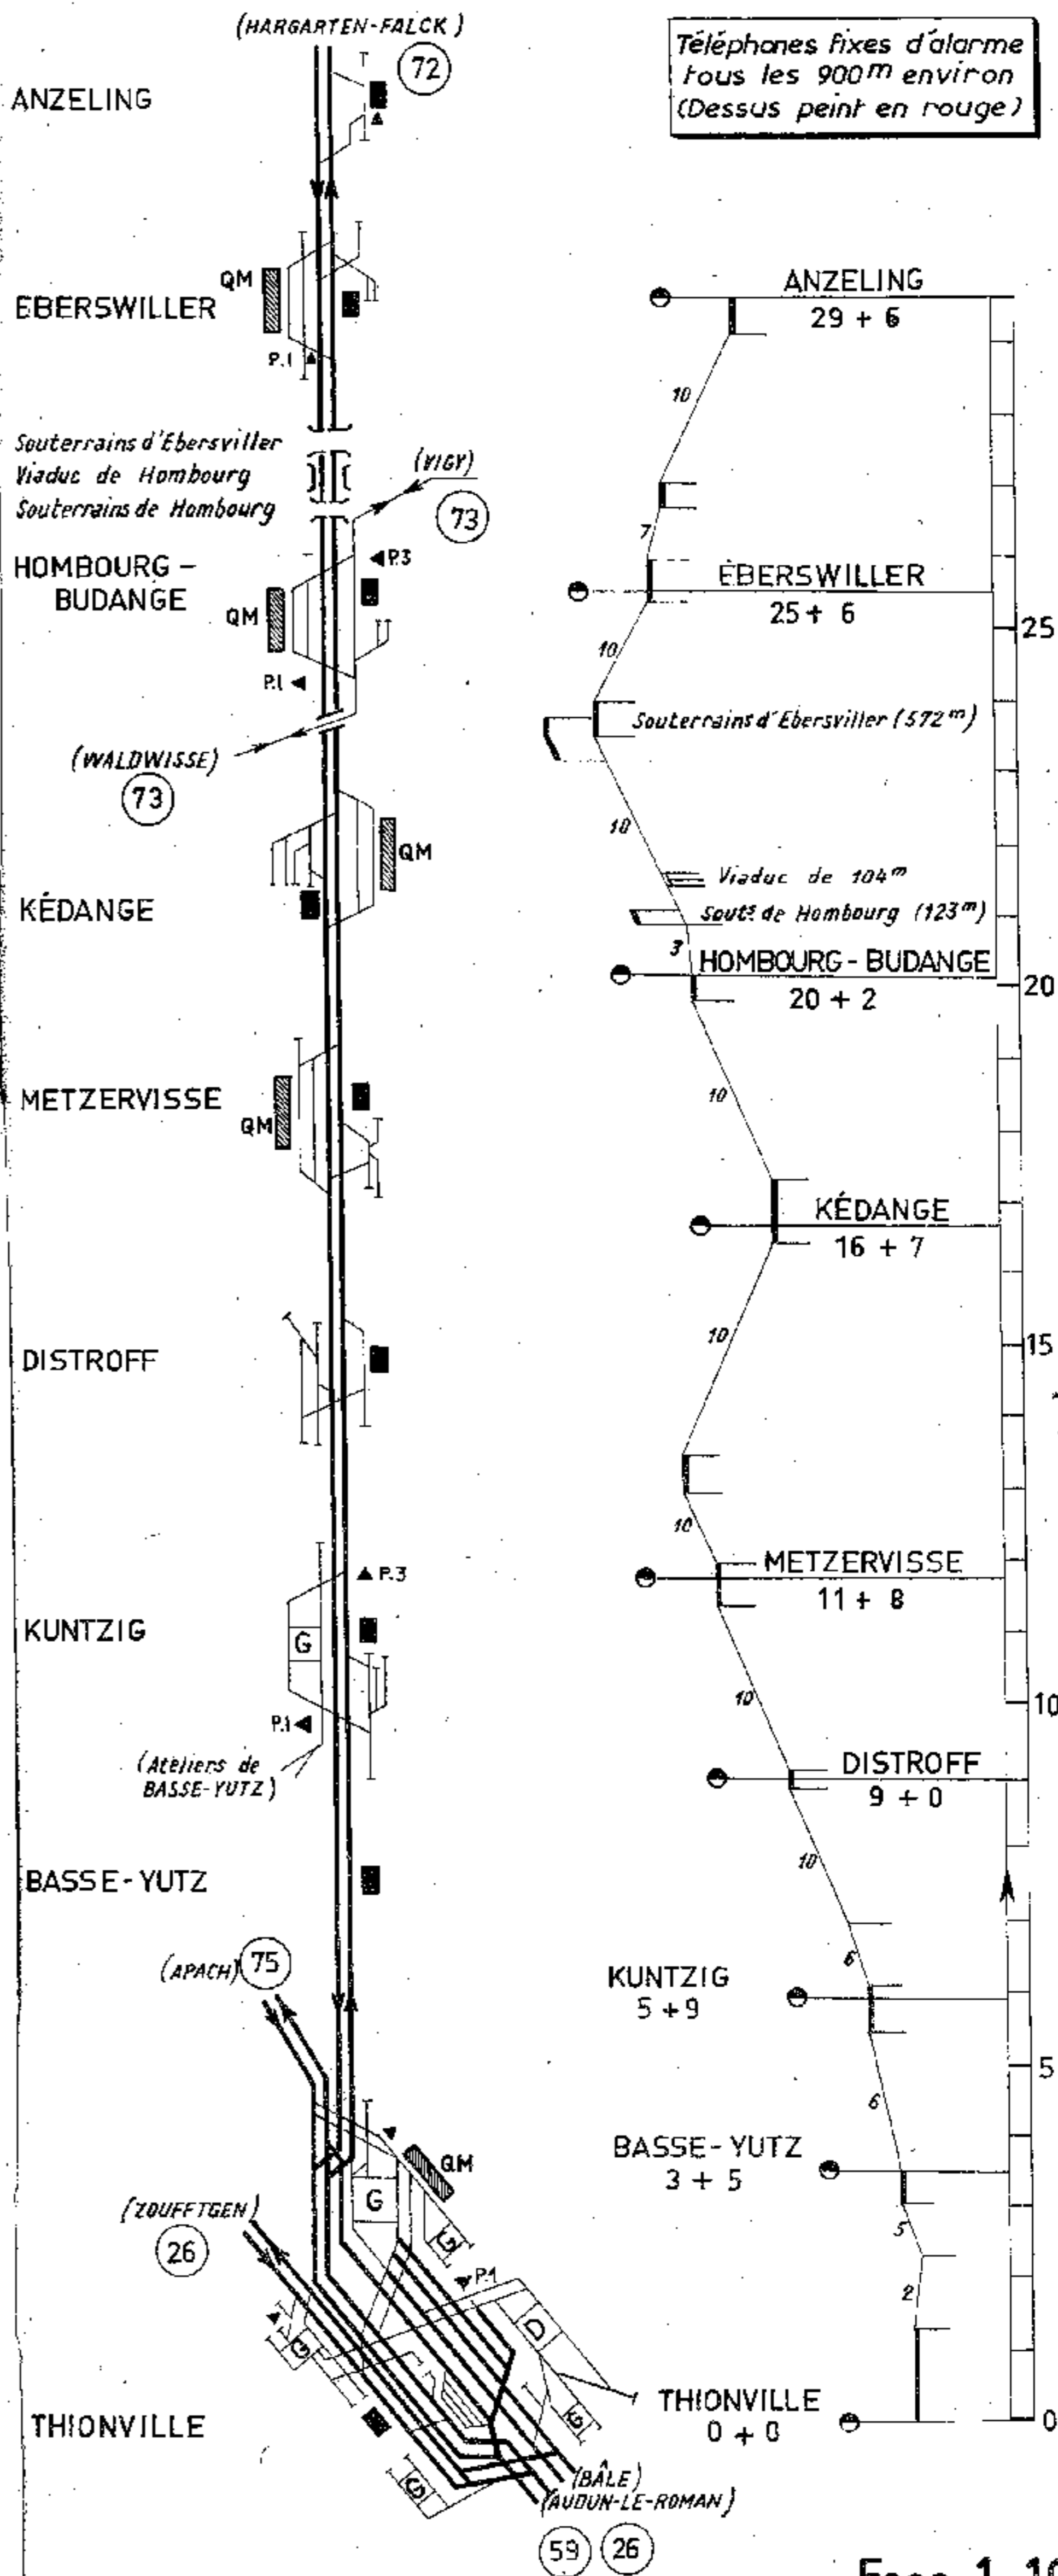 (HARGARTEN-FALCK)
72
Téléphones fixes d'alarme
tous les 900m environ
(Dessus peint en rouge)
ANZELING
EBERSWILLER
QM
P.1
Souterrains d'Ebersviller
Viaduc de Hombourg
Souterrains de Hombourg
(VIGY)
73
HOMBOURG-
BUDANGE
P.3
QM
P.1
(WALDWISSE)
73
KÉDANGE
QM
METZERVISSE
QM
DISTROFF
KUNTZIG
P.3
G
P.1
(Ateliers de
BASSE-YUTZ)
BASSE-YUTZ
(APACH) 75
QM
G
G
(ZOUFFTGEN)
26
P.1
D
G
G
G
THIONVILLE
(BÂLE)
(AUDUN-LE-ROMAN)
59 26
ANZELING
29 + 6
10
7
EBERSWILLER
25 + 6
25
10
Souterrains d'Ebersviller (572m)
10
Viaduc de 104m
Souts de Hombourg (123m)
3
HOMBOURG-BUDANGE
20 + 2
20
10
KÉDANGE
16 + 7
10
15
10
METZERVISSE
11 + 8
10
10
DISTROFF
9 + 0
10
6
KUNTZIG
5 + 9
5
6
BASSE-YUTZ
3 + 5
5
2
THIONVILLE
0 + 0
0